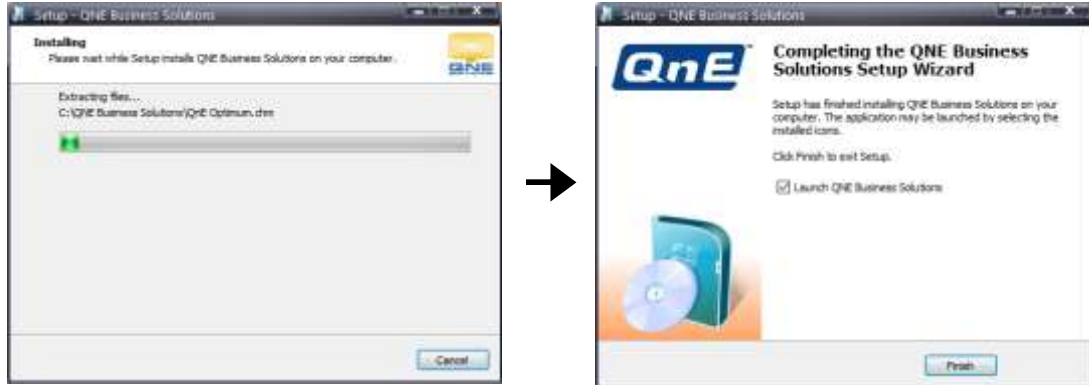 Setup - QNE Business Solutions
Installing
Please wait while Setup installs QNE Business Solutions on your computer.
QNE
Extracting files...
C:\QNE Business Solutions\QnE Optimum.chm
Cancel
Setup - QNE Business Solutions
QnE
Completing the QNE Business
Solutions Setup Wizard
Setup has finished installing QNE Business Solutions on your
computer. The application may be launched by selecting the
installed icons.
Click Finish to exit Setup.
Launch QNE Business Solutions
Finish